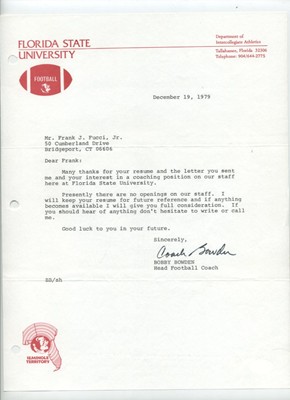 FLORIDA STATE
UNIVERSITY
FOOTBALL
Department of
Intercollegiate Athletics
Tallahassee, Florida 32306
Telephone 904/644-2775
December 19, 1979
Mr. Frank J. Fucci, Jr.
50 Cumberland Drive
Bridgeport, CT 06606
Dear Frank:
Many thanks for your resume and the letter you sent
me and your interest in a coaching position on our staff
here at Florida State University.
Presently there are no openings on our staff. I
will keep your resume for future reference and if anything
becomes available I will give you full consideration. If
you should hear of anything don't hesitate to write or call
me.
Good luck to you in your future.
Sincerely,
Coach Bowden
BOBBY BOWDEN
Head Football Coach
BB/sh
SEMINOLE
TERRITORY